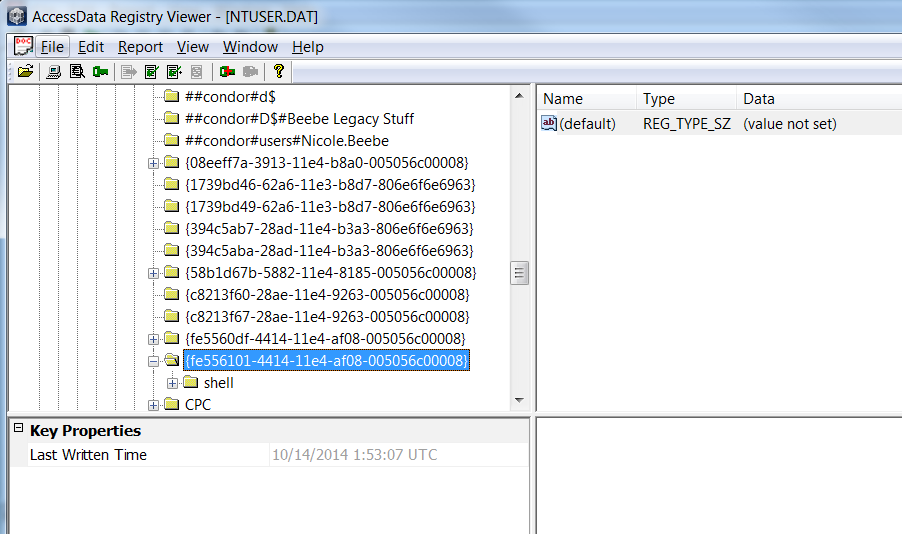 AccessData Registry Viewer - [NTUSER.DAT]
DOC File Edit Report View Window Help
##condor#d$
##condor#D$#Beebe Legacy Stuff
##condor#users#Nicole.Beebe
{08eeff7a-3913-11e4-b8a0-005056c00008}
{1739bd46-62a6-11e3-b8d7-806e6f6e6963}
{1739bd49-62a6-11e3-b8d7-806e6f6e6963}
{394c5ab7-28ad-11e4-b3a3-806e6f6e6963}
{394c5aba-28ad-11e4-b3a3-806e6f6e6963}
{58b1d67b-5882-11e4-8185-005056c00008}
{c8213f60-28ae-11e4-9263-005056c00008}
{c8213f67-28ae-11e4-9263-005056c00008}
{fe5560df-4414-11e4-af08-005056c00008}
{fe556101-4414-11e4-af08-005056c00008}
shell
CPC
Name Type Data
ab (default) REG_TYPE_SZ (value not set)
Key Properties
Last Written Time 10/14/2014 1:53:07 UTC